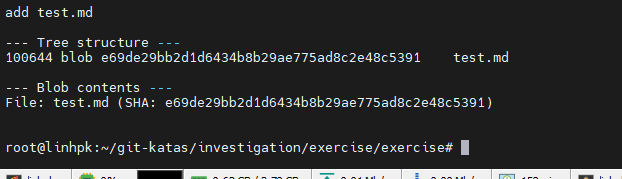 add test.md
--- Tree structure ---
100644 blob e69de29bb2d1d6434b8b29ae775ad8c2e48c5391    test.md
--- Blob contents ---
File: test.md (SHA: e69de29bb2d1d6434b8b29ae775ad8c2e48c5391)
root@linhpk:~/git-katas/investigation/exercise/exercise#